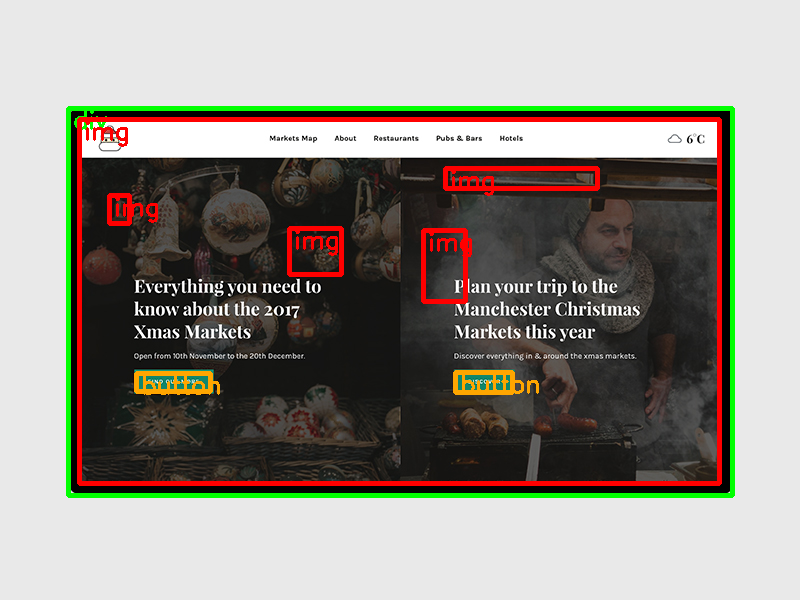 div
img
Markets Map About Restaurants Pubs & Bars Hotels 6°C
img
img
img
img
Everything you need to
know about the 2017
Xmas Markets
Open from 10th November to the 20th December.
button
Plan your trip to the
Manchester Christmas
Markets this year
Discover everything in & around the xmas markets.
button